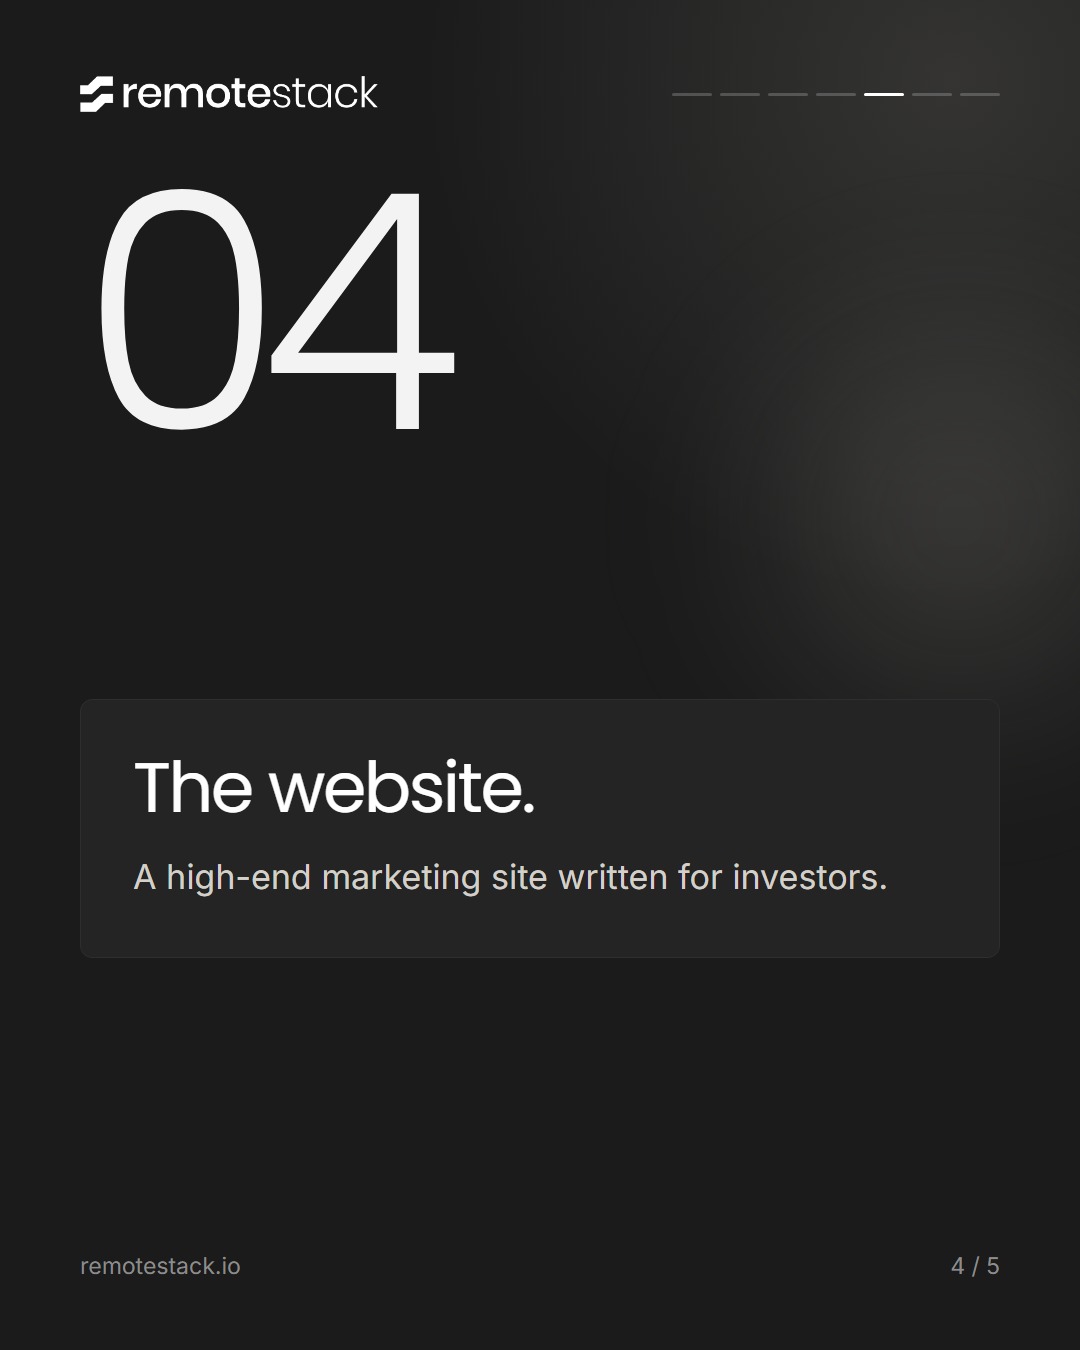 remotestack
04
The website.
A high-end marketing site written for investors.
remotestack.io
4 / 5